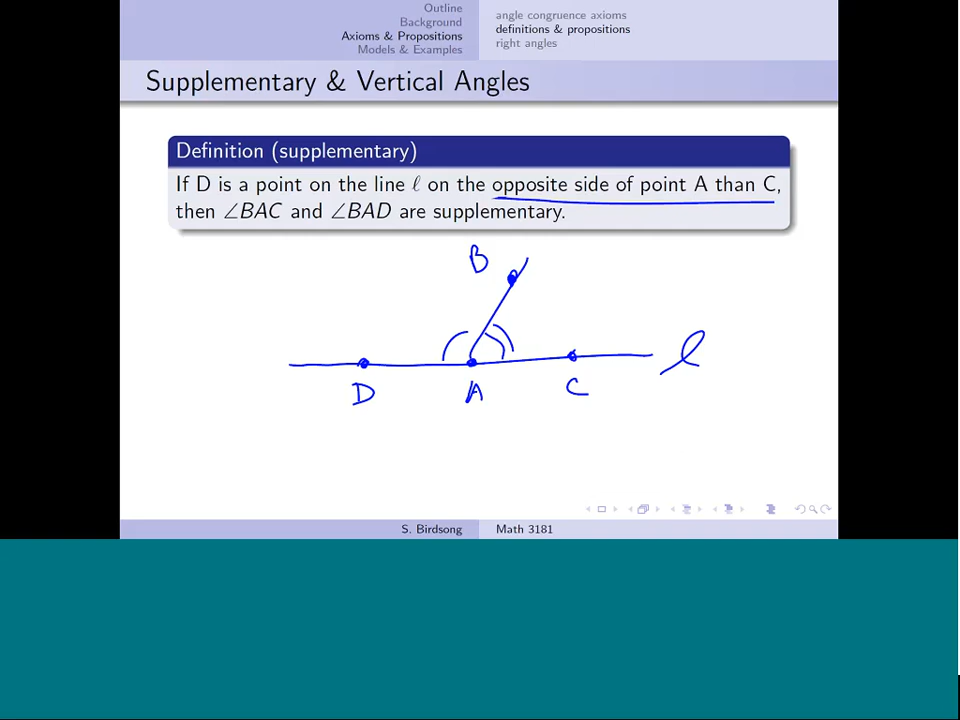 Outline
Background
Axioms & Propositions
Models & Examples
angle congruence axioms
definitions & propositions
right angles
Supplementary & Vertical Angles
Definition (supplementary)
If D is a point on the line ℓ on the opposite side of point A than C,
then ∠BAC and ∠BAD are supplementary.
B
ℓ
D A C
S. Birdsong Math 3181